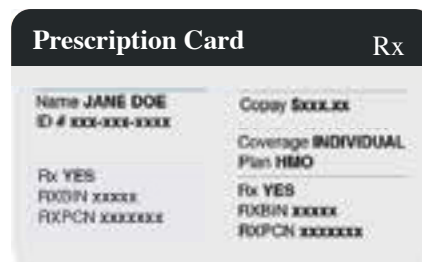 Prescription Card Rx
Name JANE DOE
ID # xxx-xxx-xxxx
Rx YES
RXBIN xxxxx
RXPCN xxxxxxx
Copay $xxx.xx
Coverage INDIVIDUAL
Plan HMO
Rx YES
RXBIN xxxxx
RXPCN xxxxxxx